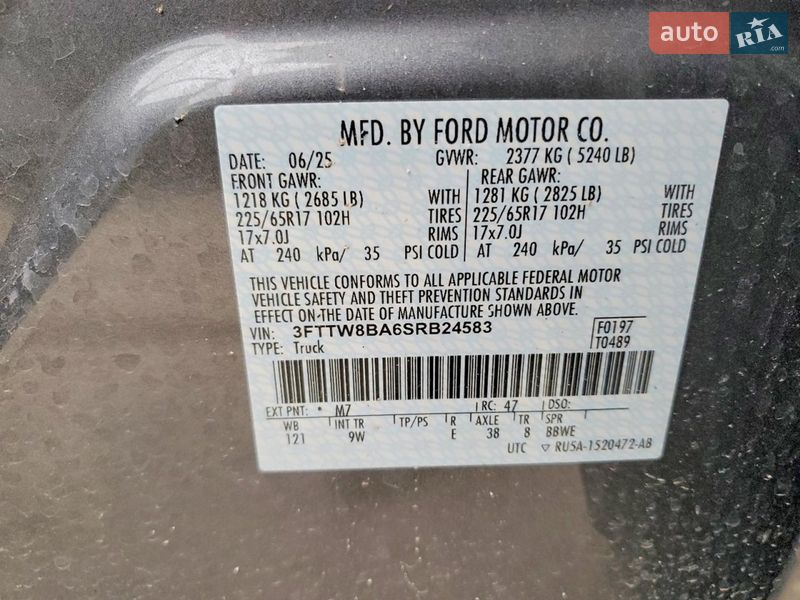 auto RIA .com
MFD. BY FORD MOTOR CO.
DATE: 06/25 GVWR: 2377 KG ( 5240 LB)
FRONT GAWR: REAR GAWR:
1218 KG ( 2685 LB) WITH 1281 KG ( 2825 LB) WITH
225/65R17 102H TIRES 225/65R17 102H TIRES
17x7.0J RIMS 17x7.0J RIMS
AT 240 kPa/ 35 PSI COLD AT 240 kPa/ 35 PSI COLD
THIS VEHICLE CONFORMS TO ALL APPLICABLE FEDERAL MOTOR
VEHICLE SAFETY AND THEFT PREVENTION STANDARDS IN
EFFECT ON THE DATE OF MANUFACTURE SHOWN ABOVE.
VIN: 3FTTW8BA6SRB24583 F0197
TYPE: Truck T0489
EXT PNT: • M7 RC: 47 DSO:
WB INT TR TP/PS R AXLE TR SPR
121 9W E 38 8 BBWE
UTC ▽ RU5A-1520472-AB